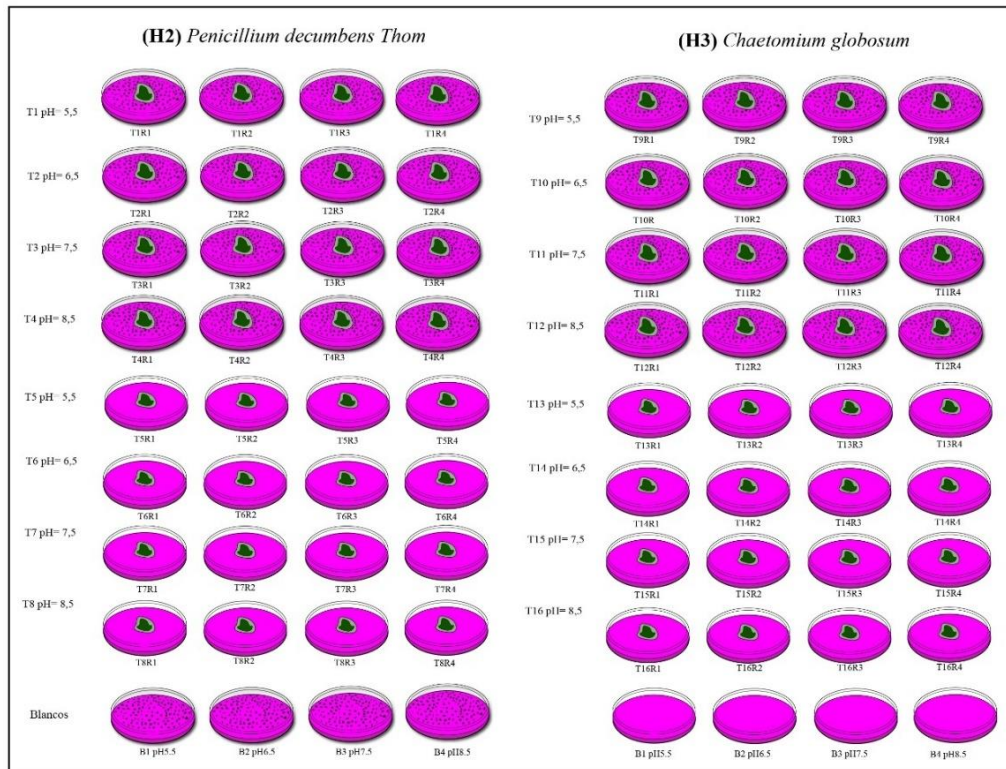 (H2) Penicillium decumbens Thom
T1 pH= 5,5
T1R1 T1R2 T1R3 T1R4
T2 pH= 6,5
T2R1 T2R2 T2R3 T2R4
T3 pH= 7,5
T3R1 T3R2 T3R3 T3R4
T4 pH= 8,5
T4R1 T4R2 T4R3 T4R4
T5 pH= 5,5
T5R1 T5R2 T5R3 T5R4
T6 pH= 6,5
T6R1 T6R2 T6R3 T6R4
T7 pH= 7,5
T7R1 T7R2 T7R3 T7R4
T8 pH= 8,5
T8R1 T8R2 T8R3 T8R4
Blancos
B1 pH5.5 B2 pH6.5 B3 pH7.5 B4 pH8.5
(H3) Chaetomium globosum
T9 pH= 5,5
T9R1 T9R2 T9R3 T9R4
T10 pH= 6,5
T10R T10R2 T10R3 T10R4
T11 pH= 7,5
T11R1 T11R2 T11R3 T11R4
T12 pH= 8,5
T12R1 T12R2 T12R3 T12R4
T13 pH= 5,5
T13R1 T13R2 T13R3 T13R4
T14 pH= 6,5
T14R1 T14R2 T14R3 T14R4
T15 pH= 7,5
T15R1 T15R2 T15R3 T15R4
T16 pH= 8,5
T16R1 T16R2 T16R3 T16R4
B1 pH5.5 B2 pH6.5 B3 pH7.5 B4 pH8.5